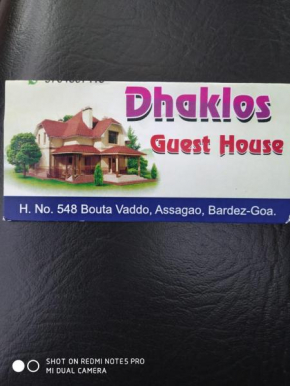 Dhaklos
Guest House
H. No. 548 Bouta Vaddo, Assagao, Bardez-Goa.
SHOT ON REDMI NOTE5 PRO
MI DUAL CAMERA